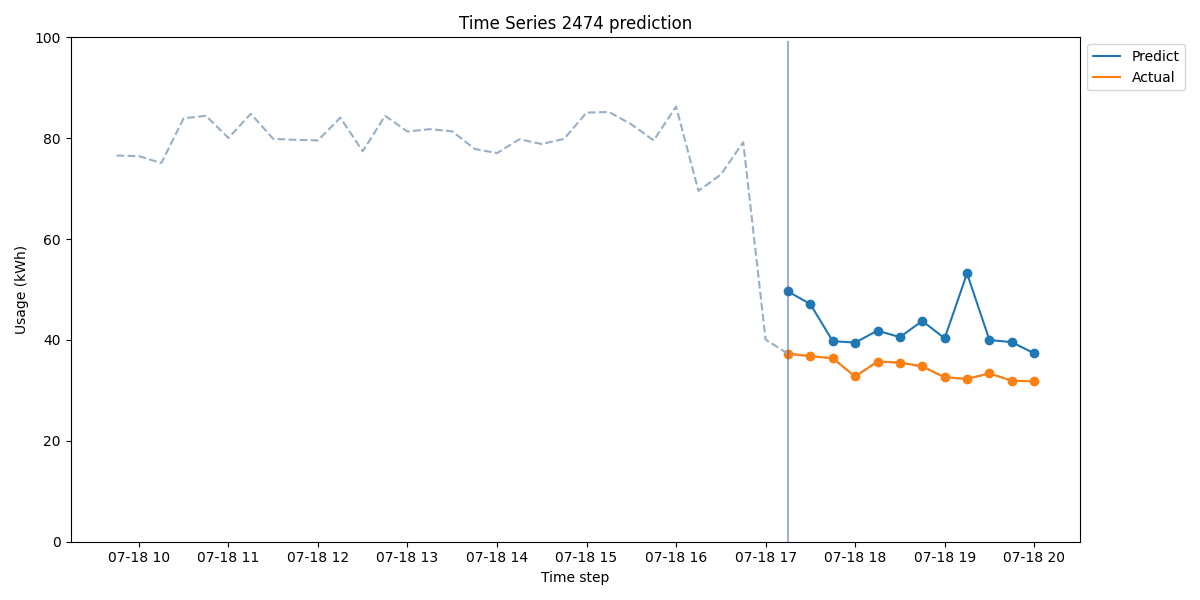 Time Series 2474 prediction
Predict
Actual
100
80
60
40
20
0
Usage (kWh)
07-18 10 07-18 11 07-18 12 07-18 13 07-18 14 07-18 15 07-18 16 07-18 17 07-18 18 07-18 19 07-18 20
Time step